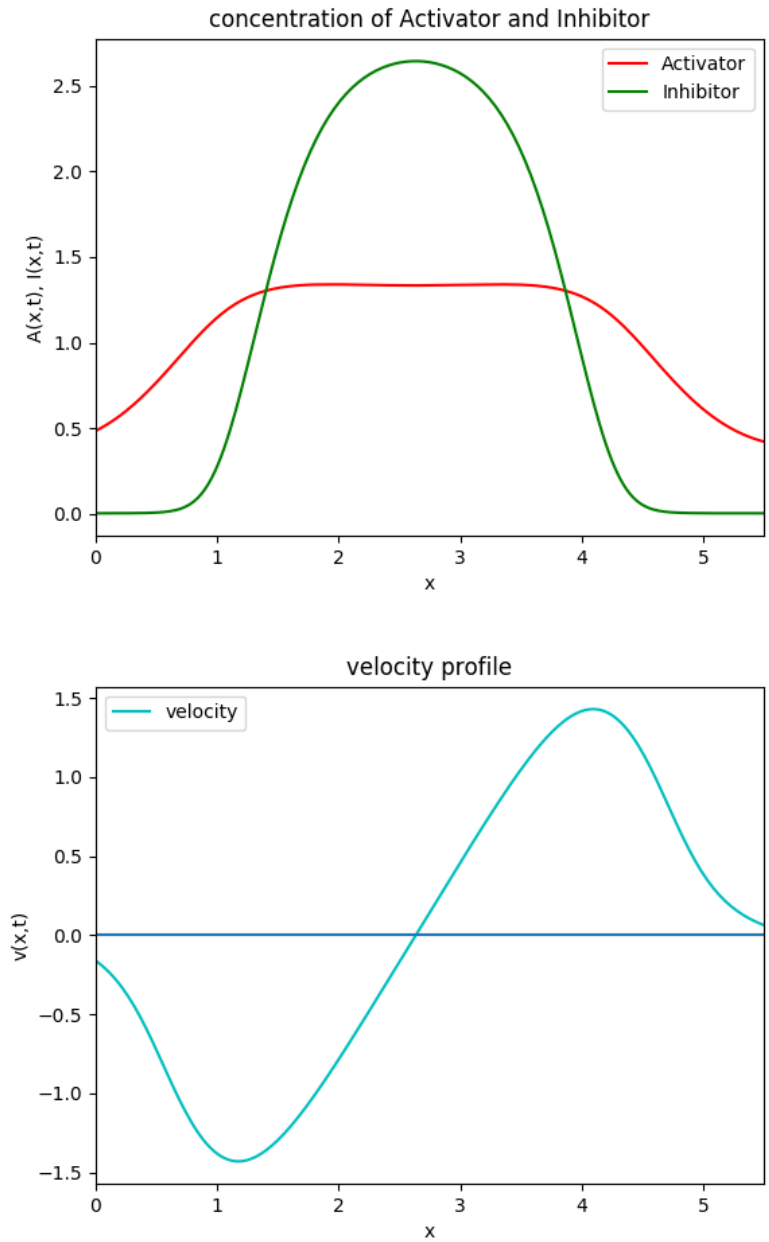 concentration of Activator and Inhibitor
Activator
Inhibitor
2.5
2.0
1.5
1.0
0.5
0.0
A(x,t), I(x,t)
0 1 2 3 4 5
x
velocity profile
velocity
1.5
1.0
0.5
0.0
−0.5
−1.0
−1.5
v(x,t)
0 1 2 3 4 5
x